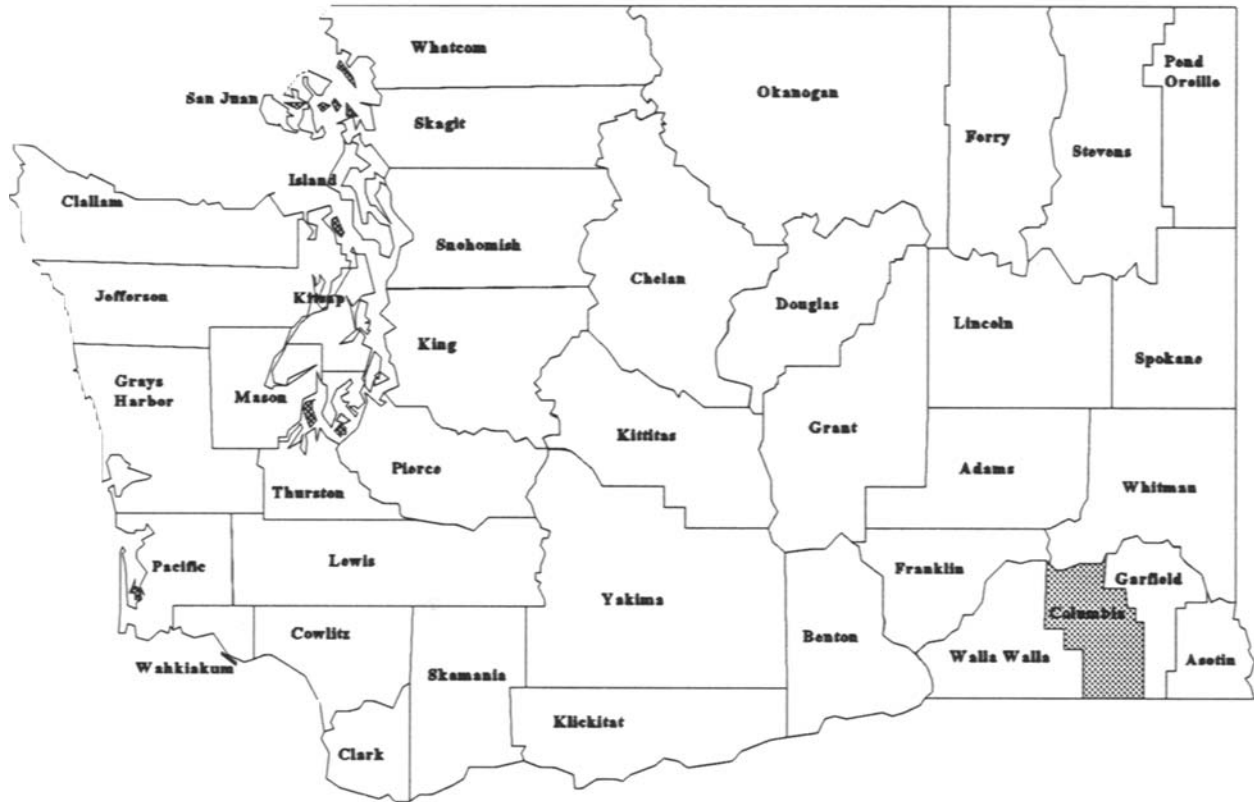 Whatcom
San Juan
Skagit
Okanogan
Ferry
Stevens
Pend
Oreille
Island
Clallam
Snohomish
Chelan
Jefferson
Kitsap
Douglas
King
Lincoln
Spokane
Grays
Harbor
Mason
Kittitas
Grant
Pierce
Adams
Whitman
Thurston
Pacific
Lewis
Yakima
Franklin
Garfield
Columbia
Cowlitz
Benton
Wahkiakum
Skamania
Walla Walla
Asotin
Klickitat
Clark